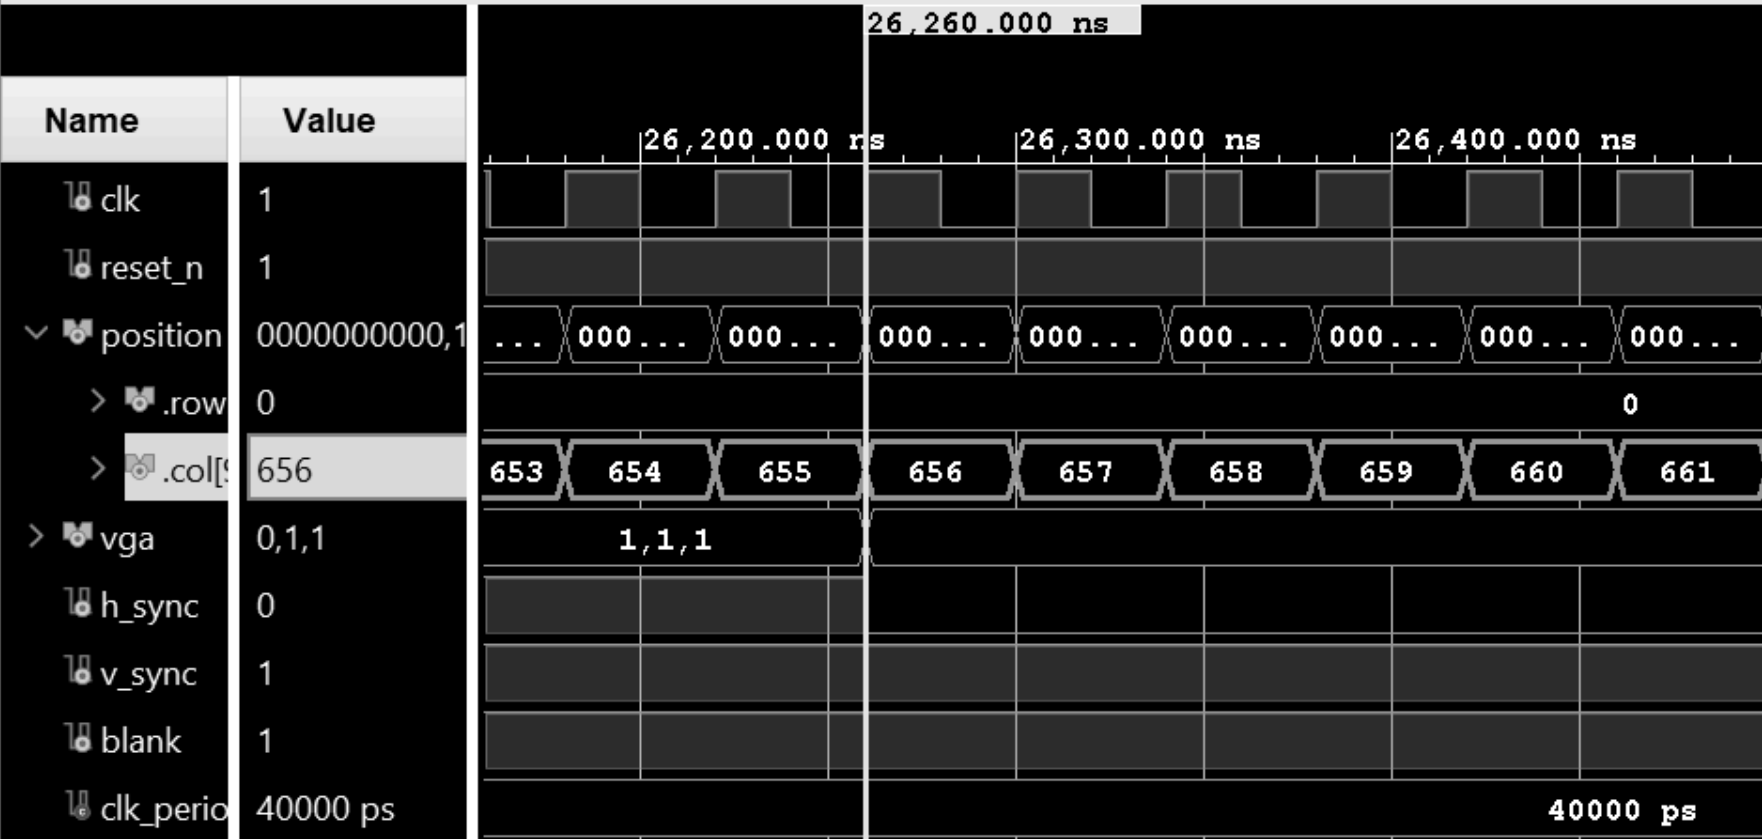 26,260.000 ns
Name Value 26,200.000 ns 26,300.000 ns 26,400.000 ns
clk 1
reset_n 1
position 0000000000,1 ... 000... 000... 000... 000... 000... 000... 000... 000...
.row 0 0
.col[9 656 653 654 655 656 657 658 659 660 661
vga 0,1,1 1,1,1
h_sync 0
v_sync 1
blank 1
clk_perio 40000 ps 40000 ps